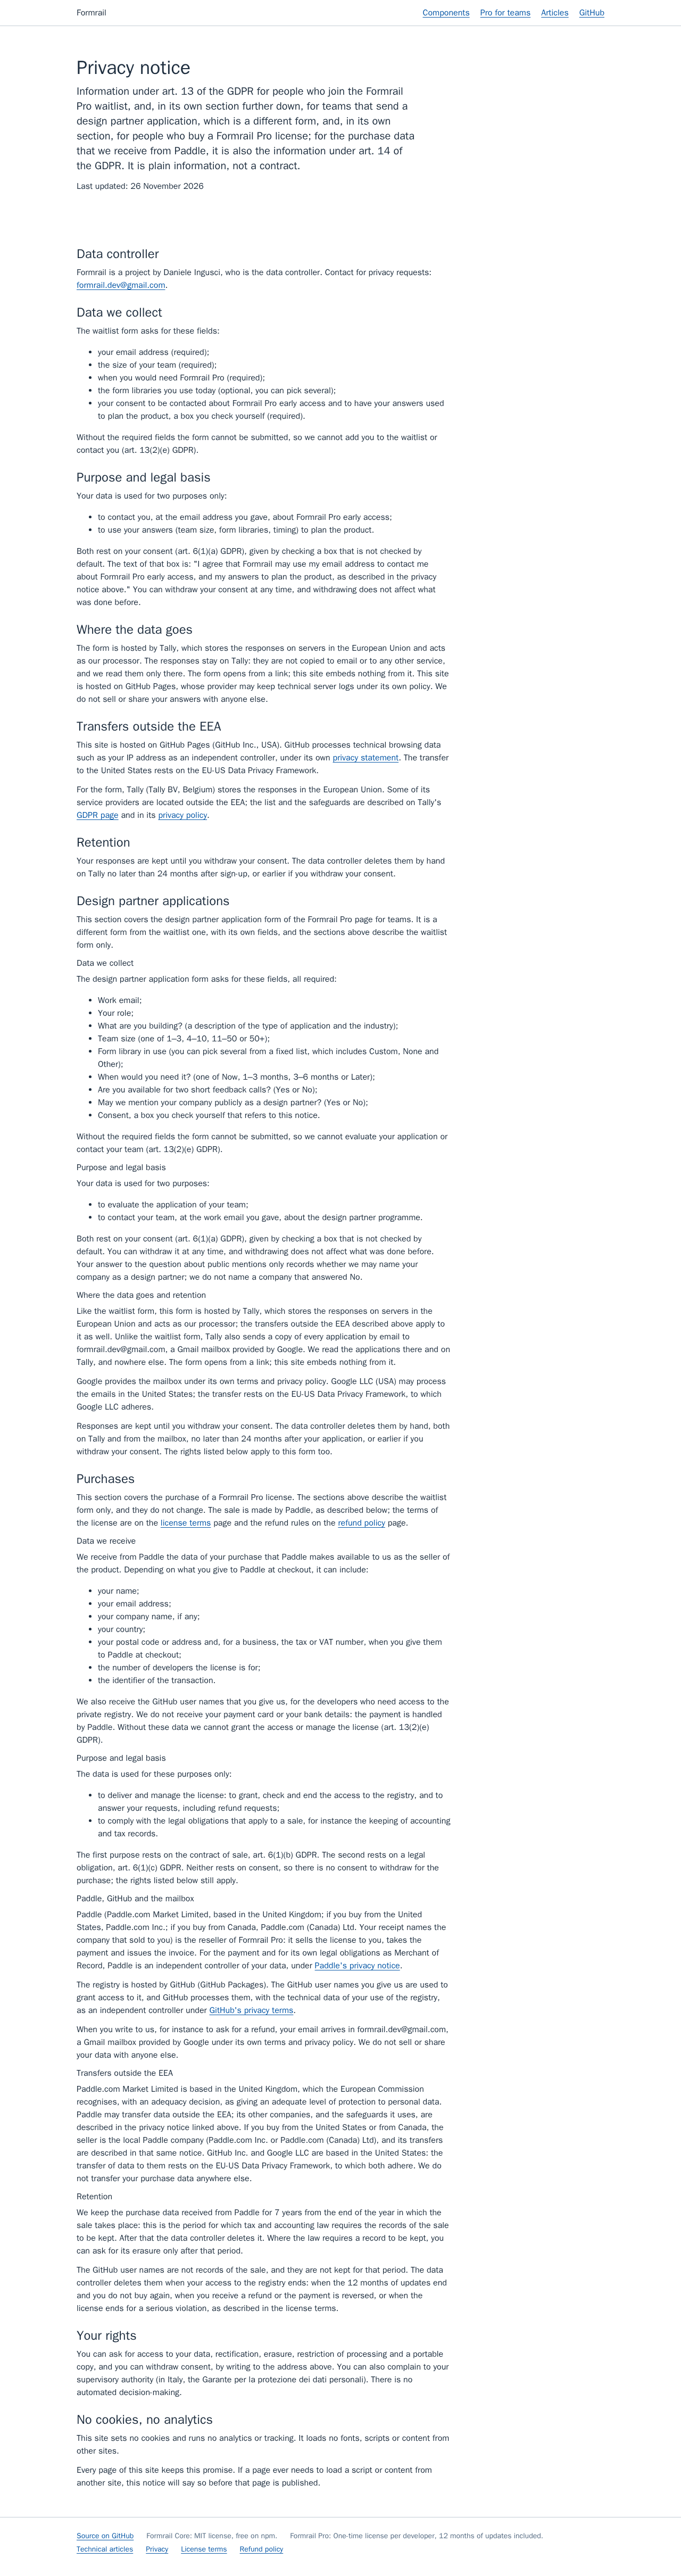 Formrail
Components Pro for teams Articles GitHub
Privacy notice
Information under art. 13 of the GDPR for people who join the Formrail
Pro waitlist, and, in its own section further down, for teams that send a
design partner application, which is a different form, and, in its own
section, for people who buy a Formrail Pro license; for the purchase data
that we receive from Paddle, it is also the information under art. 14 of
the GDPR. It is plain information, not a contract.
Last updated: 26 November 2026
Data controller
Formrail is a project by Daniele Ingusci, who is the data controller. Contact for privacy requests:
formrail.dev@gmail.com.
Data we collect
The waitlist form asks for these fields:
• your email address (required);
• the size of your team (required);
• when you would need Formrail Pro (required);
• the form libraries you use today (optional, you can pick several);
• your consent to be contacted about Formrail Pro early access and to have your answers used
to plan the product, a box you check yourself (required).
Without the required fields the form cannot be submitted, so we cannot add you to the waitlist or
contact you (art. 13(2)(e) GDPR).
Purpose and legal basis
Your data is used for two purposes only:
• to contact you, at the email address you gave, about Formrail Pro early access;
• to use your answers (team size, form libraries, timing) to plan the product.
Both rest on your consent (art. 6(1)(a) GDPR), given by checking a box that is not checked by
default. The text of that box is: "I agree that Formrail may use my email address to contact me
about Formrail Pro early access, and my answers to plan the product, as described in the privacy
notice above." You can withdraw your consent at any time, and withdrawing does not affect what
was done before.
Where the data goes
The form is hosted by Tally, which stores the responses on servers in the European Union and acts
as our processor. The responses stay on Tally: they are not copied to email or to any other service,
and we read them only there. The form opens from a link; this site embeds nothing from it. This site
is hosted on GitHub Pages, whose provider may keep technical server logs under its own policy. We
do not sell or share your answers with anyone else.
Transfers outside the EEA
This site is hosted on GitHub Pages (GitHub Inc., USA). GitHub processes technical browsing data
such as your IP address as an independent controller, under its own privacy statement. The transfer
to the United States rests on the EU-US Data Privacy Framework.
For the form, Tally (Tally BV, Belgium) stores the responses in the European Union. Some of its
service providers are located outside the EEA; the list and the safeguards are described on Tally's
GDPR page and in its privacy policy.
Retention
Your responses are kept until you withdraw your consent. The data controller deletes them by hand
on Tally no later than 24 months after sign-up, or earlier if you withdraw your consent.
Design partner applications
This section covers the design partner application form of the Formrail Pro page for teams. It is a
different form from the waitlist one, with its own fields, and the sections above describe the waitlist
form only.
Data we collect
The design partner application form asks for these fields, all required:
• Work email;
• Your role;
• What are you building? (a description of the type of application and the industry);
• Team size (one of 1–3, 4–10, 11–50 or 50+);
• Form library in use (you can pick several from a fixed list, which includes Custom, None and
Other);
• When would you need it? (one of Now, 1–3 months, 3–6 months or Later);
• Are you available for two short feedback calls? (Yes or No);
• May we mention your company publicly as a design partner? (Yes or No);
• Consent, a box you check yourself that refers to this notice.
Without the required fields the form cannot be submitted, so we cannot evaluate your application or
contact your team (art. 13(2)(e) GDPR).
Purpose and legal basis
Your data is used for two purposes:
• to evaluate the application of your team;
• to contact your team, at the work email you gave, about the design partner programme.
Both rest on your consent (art. 6(1)(a) GDPR), given by checking a box that is not checked by
default. You can withdraw it at any time, and withdrawing does not affect what was done before.
Your answer to the question about public mentions only records whether we may name your
company as a design partner; we do not name a company that answered No.
Where the data goes and retention
Like the waitlist form, this form is hosted by Tally, which stores the responses on servers in the
European Union and acts as our processor; the transfers outside the EEA described above apply to
it as well. Unlike the waitlist form, Tally also sends a copy of every application by email to
formrail.dev@gmail.com, a Gmail mailbox provided by Google. We read the applications there and on
Tally, and nowhere else. The form opens from a link; this site embeds nothing from it.
Google provides the mailbox under its own terms and privacy policy. Google LLC (USA) may process
the emails in the United States; the transfer rests on the EU-US Data Privacy Framework, to which
Google LLC adheres.
Responses are kept until you withdraw your consent. The data controller deletes them by hand, both
on Tally and from the mailbox, no later than 24 months after your application, or earlier if you
withdraw your consent. The rights listed below apply to this form too.
Purchases
This section covers the purchase of a Formrail Pro license. The sections above describe the waitlist
form only, and they do not change. The sale is made by Paddle, as described below; the terms of
the license are on the license terms page and the refund rules on the refund policy page.
Data we receive
We receive from Paddle the data of your purchase that Paddle makes available to us as the seller of
the product. Depending on what you give to Paddle at checkout, it can include:
• your name;
• your email address;
• your company name, if any;
• your country;
• your postal code or address and, for a business, the tax or VAT number, when you give them
to Paddle at checkout;
• the number of developers the license is for;
• the identifier of the transaction.
We also receive the GitHub user names that you give us, for the developers who need access to the
private registry. We do not receive your payment card or your bank details: the payment is handled
by Paddle. Without these data we cannot grant the access or manage the license (art. 13(2)(e)
GDPR).
Purpose and legal basis
The data is used for these purposes only:
• to deliver and manage the license: to grant, check and end the access to the registry, and to
answer your requests, including refund requests;
• to comply with the legal obligations that apply to a sale, for instance the keeping of accounting
and tax records.
The first purpose rests on the contract of sale, art. 6(1)(b) GDPR. The second rests on a legal
obligation, art. 6(1)(c) GDPR. Neither rests on consent, so there is no consent to withdraw for the
purchase; the rights listed below still apply.
Paddle, GitHub and the mailbox
Paddle (Paddle.com Market Limited, based in the United Kingdom; if you buy from the United
States, Paddle.com Inc.; if you buy from Canada, Paddle.com (Canada) Ltd. Your receipt names the
company that sold to you) is the reseller of Formrail Pro: it sells the license to you, takes the
payment and issues the invoice. For the payment and for its own legal obligations as Merchant of
Record, Paddle is an independent controller of your data, under Paddle's privacy notice.
The registry is hosted by GitHub (GitHub Packages). The GitHub user names you give us are used to
grant access to it, and GitHub processes them, with the technical data of your use of the registry,
as an independent controller under GitHub's privacy terms.
When you write to us, for instance to ask for a refund, your email arrives in formrail.dev@gmail.com,
a Gmail mailbox provided by Google under its own terms and privacy policy. We do not sell or share
your data with anyone else.
Transfers outside the EEA
Paddle.com Market Limited is based in the United Kingdom, which the European Commission
recognises, with an adequacy decision, as giving an adequate level of protection to personal data.
Paddle may transfer data outside the EEA; its other companies, and the safeguards it uses, are
described in the privacy notice linked above. If you buy from the United States or from Canada, the
seller is the local Paddle company (Paddle.com Inc. or Paddle.com (Canada) Ltd), and its transfers
are described in that same notice. GitHub Inc. and Google LLC are based in the United States: the
transfer of data to them rests on the EU-US Data Privacy Framework, to which both adhere. We do
not transfer your purchase data anywhere else.
Retention
We keep the purchase data received from Paddle for 7 years from the end of the year in which the
sale takes place: this is the period for which tax and accounting law requires the records of the sale
to be kept. After that the data controller deletes it. Where the law requires a record to be kept, you
can ask for its erasure only after that period.
The GitHub user names are not records of the sale, and they are not kept for that period. The data
controller deletes them when your access to the registry ends: when the 12 months of updates end
and you do not buy again, when you receive a refund or the payment is reversed, or when the
license ends for a serious violation, as described in the license terms.
Your rights
You can ask for access to your data, rectification, erasure, restriction of processing and a portable
copy, and you can withdraw consent, by writing to the address above. You can also complain to your
supervisory authority (in Italy, the Garante per la protezione dei dati personali). There is no
automated decision-making.
No cookies, no analytics
This site sets no cookies and runs no analytics or tracking. It loads no fonts, scripts or content from
other sites.
Every page of this site keeps this promise. If a page ever needs to load a script or content from
another site, this notice will say so before that page is published.
Source on GitHub Formrail Core: MIT license, free on npm. Formrail Pro: One-time license per developer, 12 months of updates included.
Technical articles Privacy License terms Refund policy